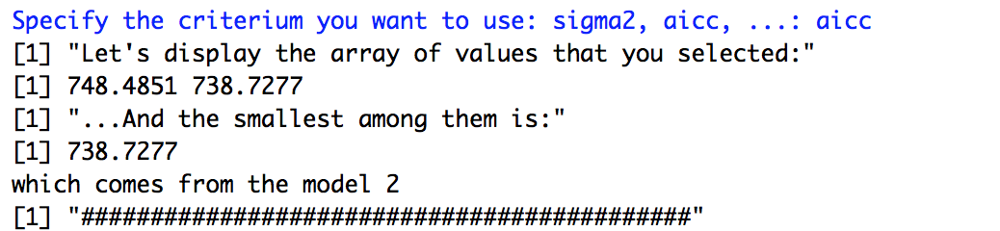 Specify the criterium you want to use: sigma2, aicc, ...: aicc
[1] "Let's display the array of values that you selected:"
[1] 748.4851 738.7277
[1] "...And the smallest among them is:"
[1] 738.7277
which comes from the model 2
[1] "############################################"